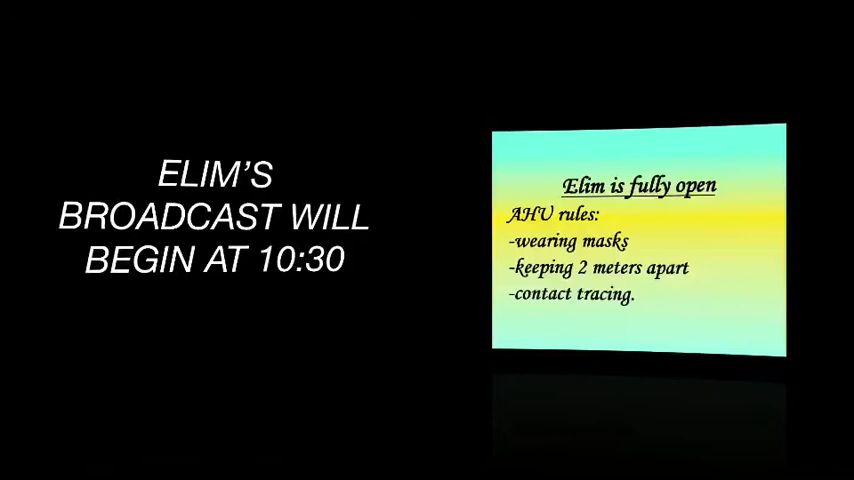 ELIM'S
BROADCAST WILL
BEGIN AT 10:30
Elim is fully open
AHU rules:
-wearing masks
-keeping 2 meters apart
-contact tracing.